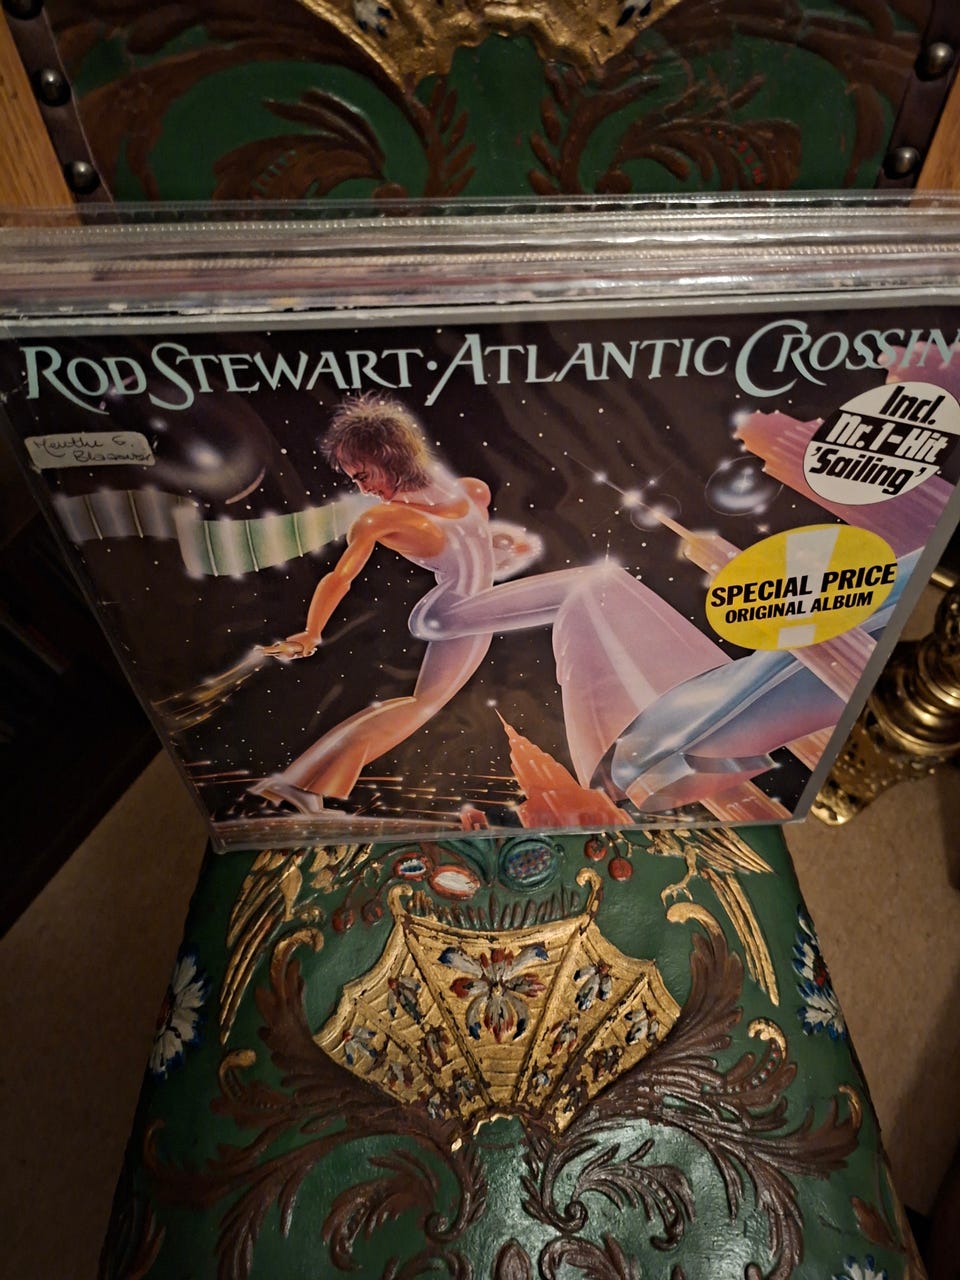 ROD STEWART · ATLANTIC CROSSIN
Incl.
Nr. 1-Hit
'Sailing'
SPECIAL PRICE
ORIGINAL ALBUM